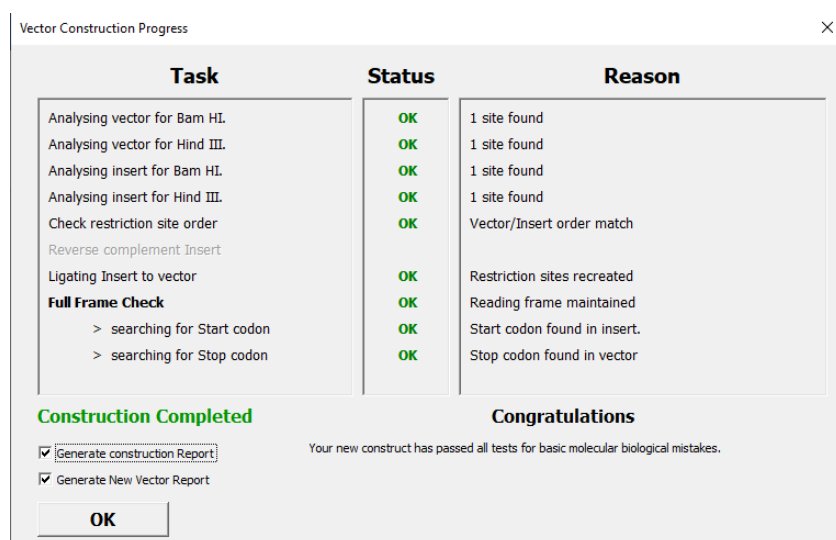 Vector Construction Progress
Task Status Reason
Analysing vector for Bam HI. OK 1 site found
Analysing vector for Hind III. OK 1 site found
Analysing insert for Bam HI. OK 1 site found
Analysing insert for Hind III. OK 1 site found
Check restriction site order OK Vector/Insert order match
Reverse complement Insert
Ligating Insert to vector OK Restriction sites recreated
Full Frame Check OK Reading frame maintained
> searching for Start codon OK Start codon found in insert.
> searching for Stop codon OK Stop codon found in vector
Construction Completed Congratulations
Generate construction Report Your new construct has passed all tests for basic molecular biological mistakes.
Generate New Vector Report
OK